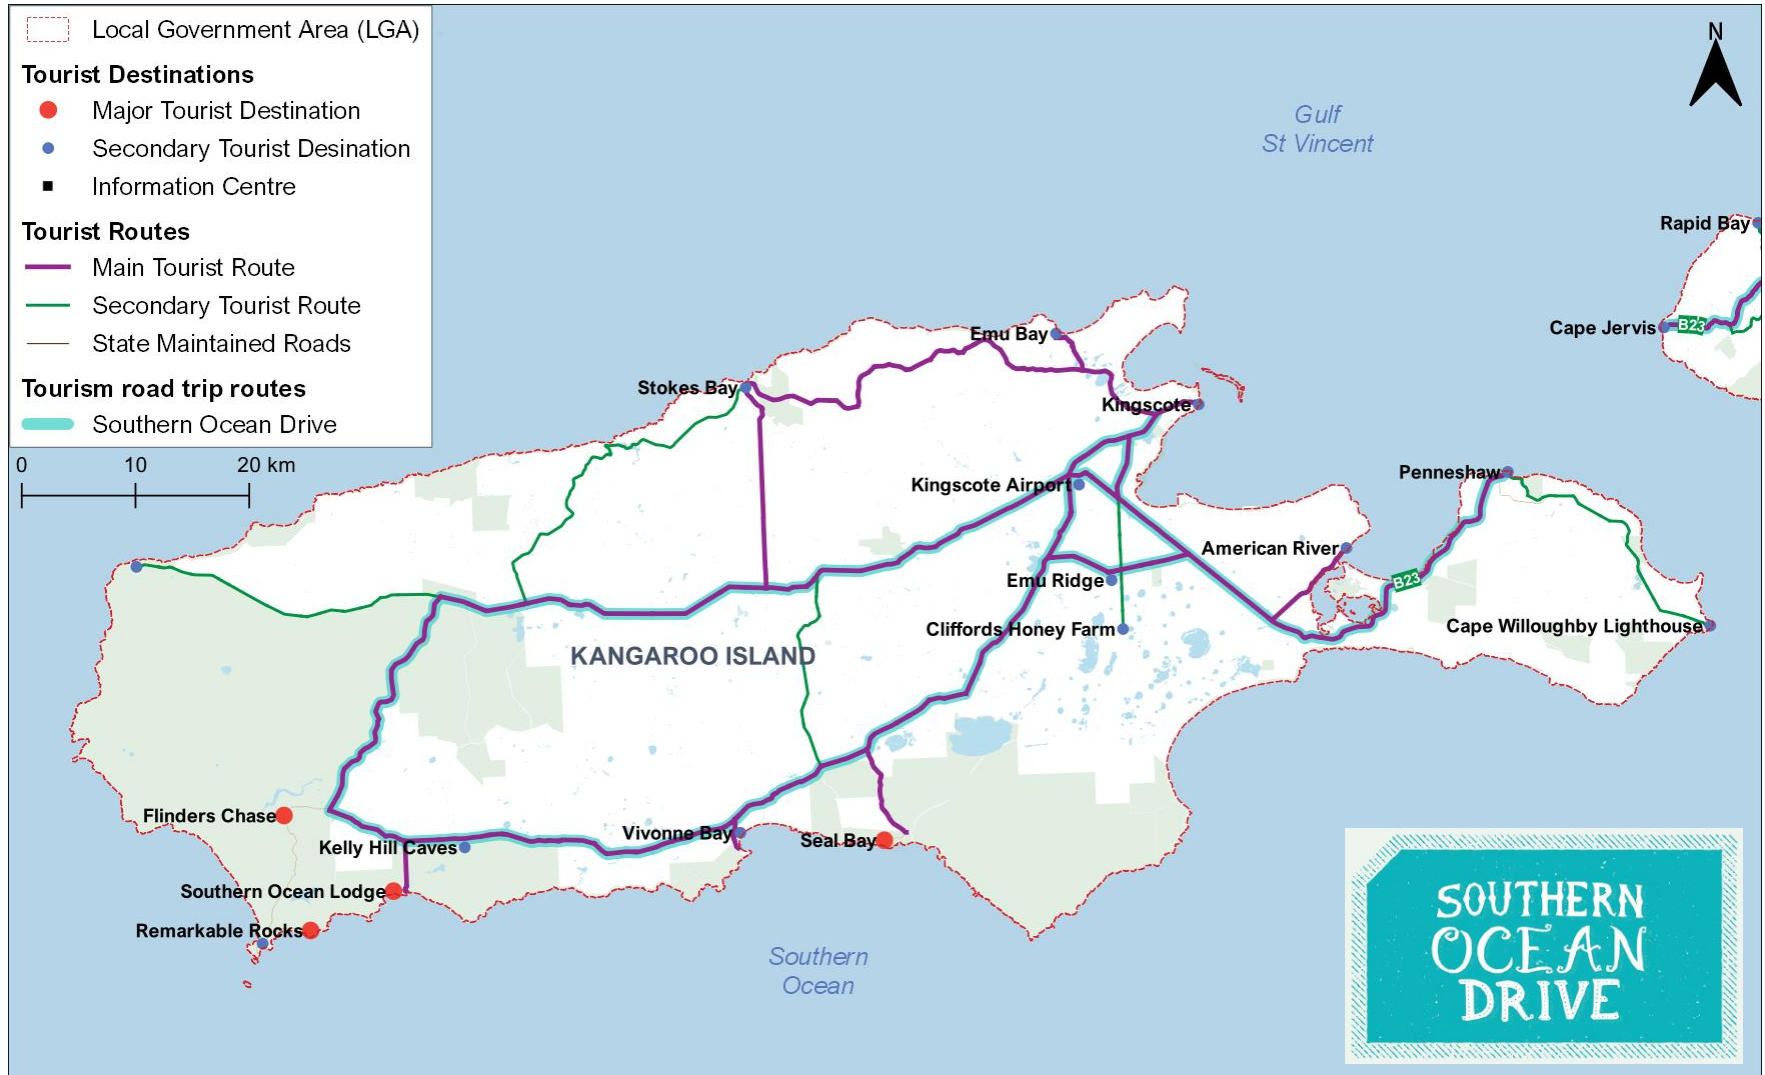 Local Government Area (LGA)
Tourist Destinations
Major Tourist Destination
Secondary Tourist Desination
Information Centre
Tourist Routes
Main Tourist Route
Secondary Tourist Route
State Maintained Roads
Tourism road trip routes
Southern Ocean Drive
0 10 20 km
N
Gulf
St Vincent
Rapid Bay
Cape Jervis
B23
Emu Bay
Stokes Bay
Kingscote
Kingscote Airport
Penneshaw
American River
B23
Emu Ridge
Cliffords Honey Farm
Cape Willoughby Lighthouse
KANGAROO ISLAND
Flinders Chase
Vivonne Bay
Seal Bay
Kelly Hill Caves
Southern Ocean Lodge
Remarkable Rocks
Southern
Ocean
SOUTHERN
OCEAN
DRIVE